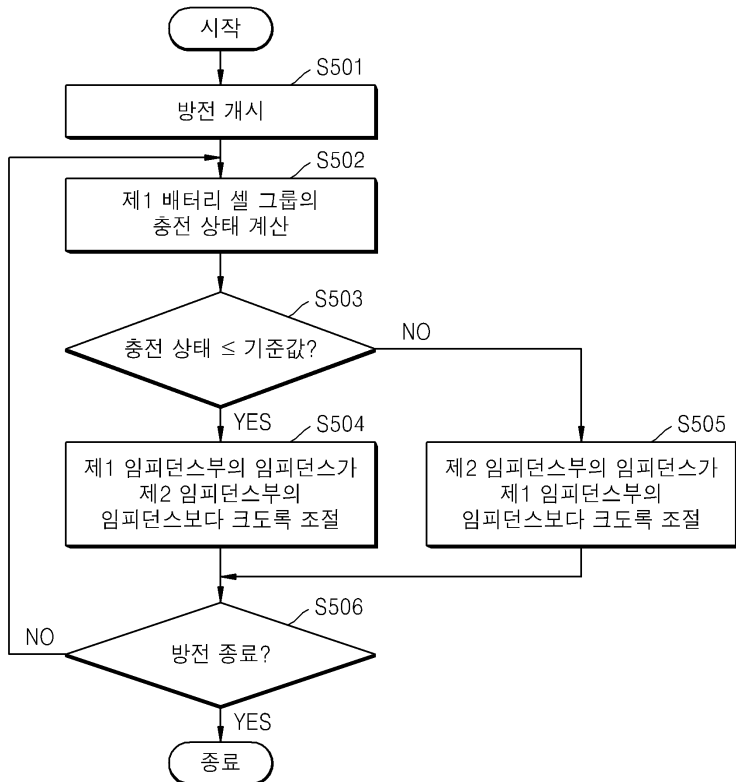 시작
S501
방전 개시
S502
제1 배터리 셀 그룹의
충전 상태 계산
S503
충전 상태 ≤ 기준값?
NO
YES
S504
제1 임피던스부의 임피던스가
제2 임피던스부의
임피던스보다 크도록 조절
S505
제2 임피던스부의 임피던스가
제1 임피던스부의
임피던스보다 크도록 조절
S506
방전 종료?
NO
YES
종료